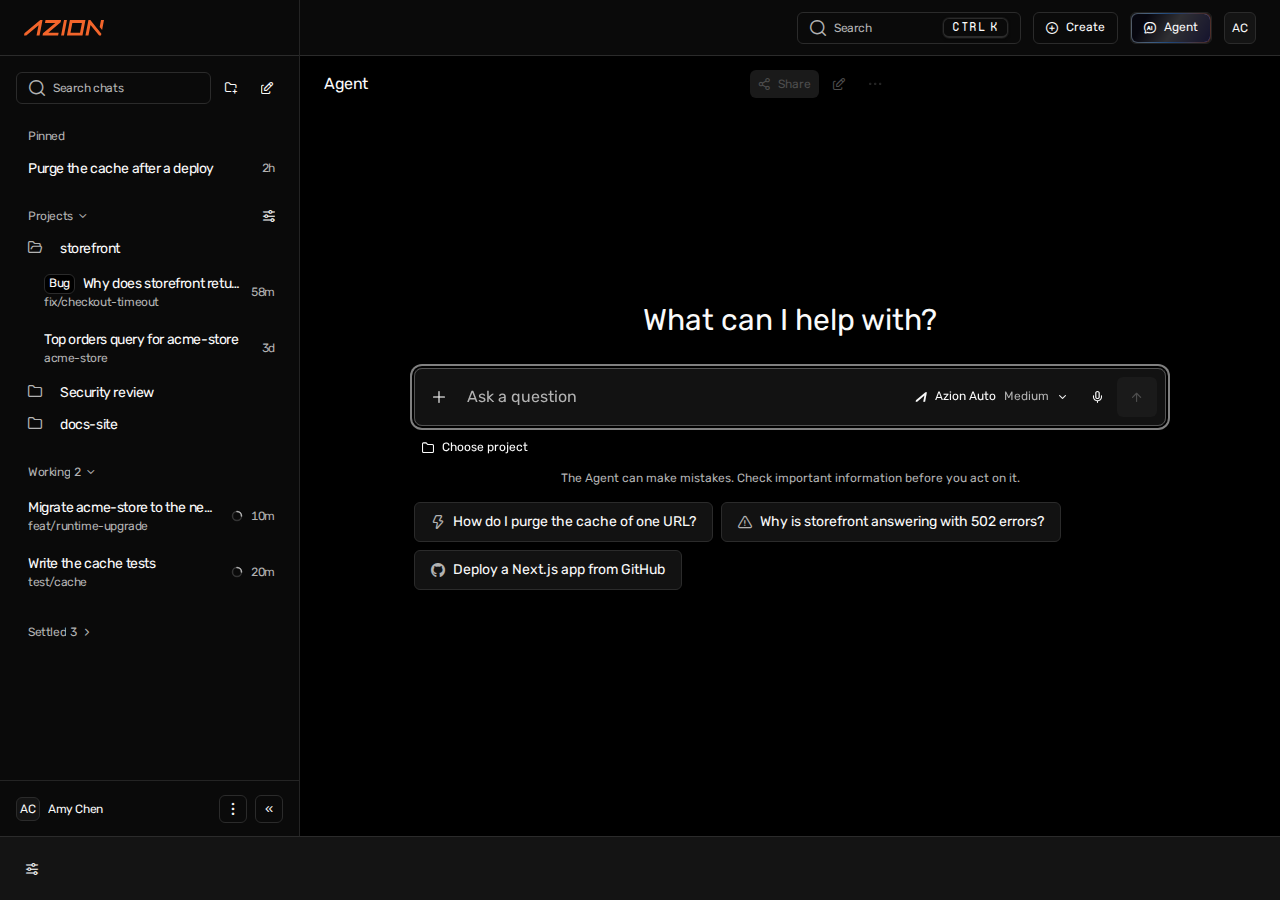 AZION
Search CTRL K
Create
Agent
AC
Search chats
Agent
Share
Pinned
Purge the cache after a deploy 2h
Projects
storefront
Bug Why does storefront retu... 58m
fix/checkout-timeout
Top orders query for acme-store 3d
acme-store
Security review
docs-site
Working 2
Migrate acme-store to the ne... 10m
feat/runtime-upgrade
Write the cache tests 20m
test/cache
Settled 3
What can I help with?
Ask a question
Azion Auto Medium
Choose project
The Agent can make mistakes. Check important information before you act on it.
How do I purge the cache of one URL?
Why is storefront answering with 502 errors?
Deploy a Next.js app from GitHub
AC Amy Chen